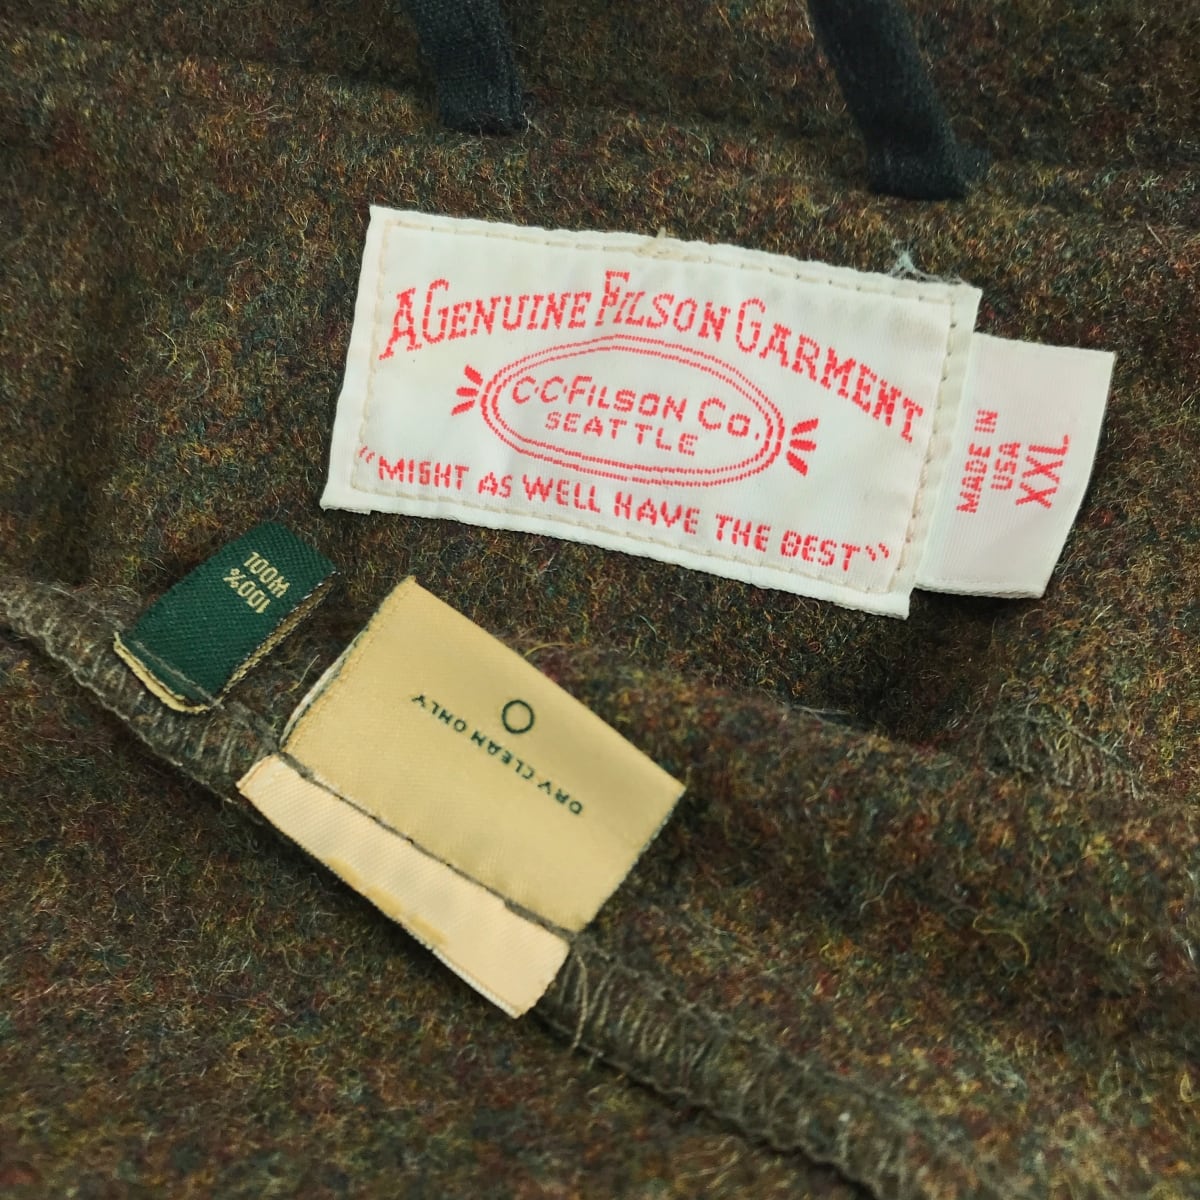 A GENUINE FILSON GARMENT
C·C·FILSON CO.
SEATTLE
"MIGHT AS WELL HAVE THE BEST"
MADE IN
USA
XXL
100%
WOOL
DRY CLEAN ONLY